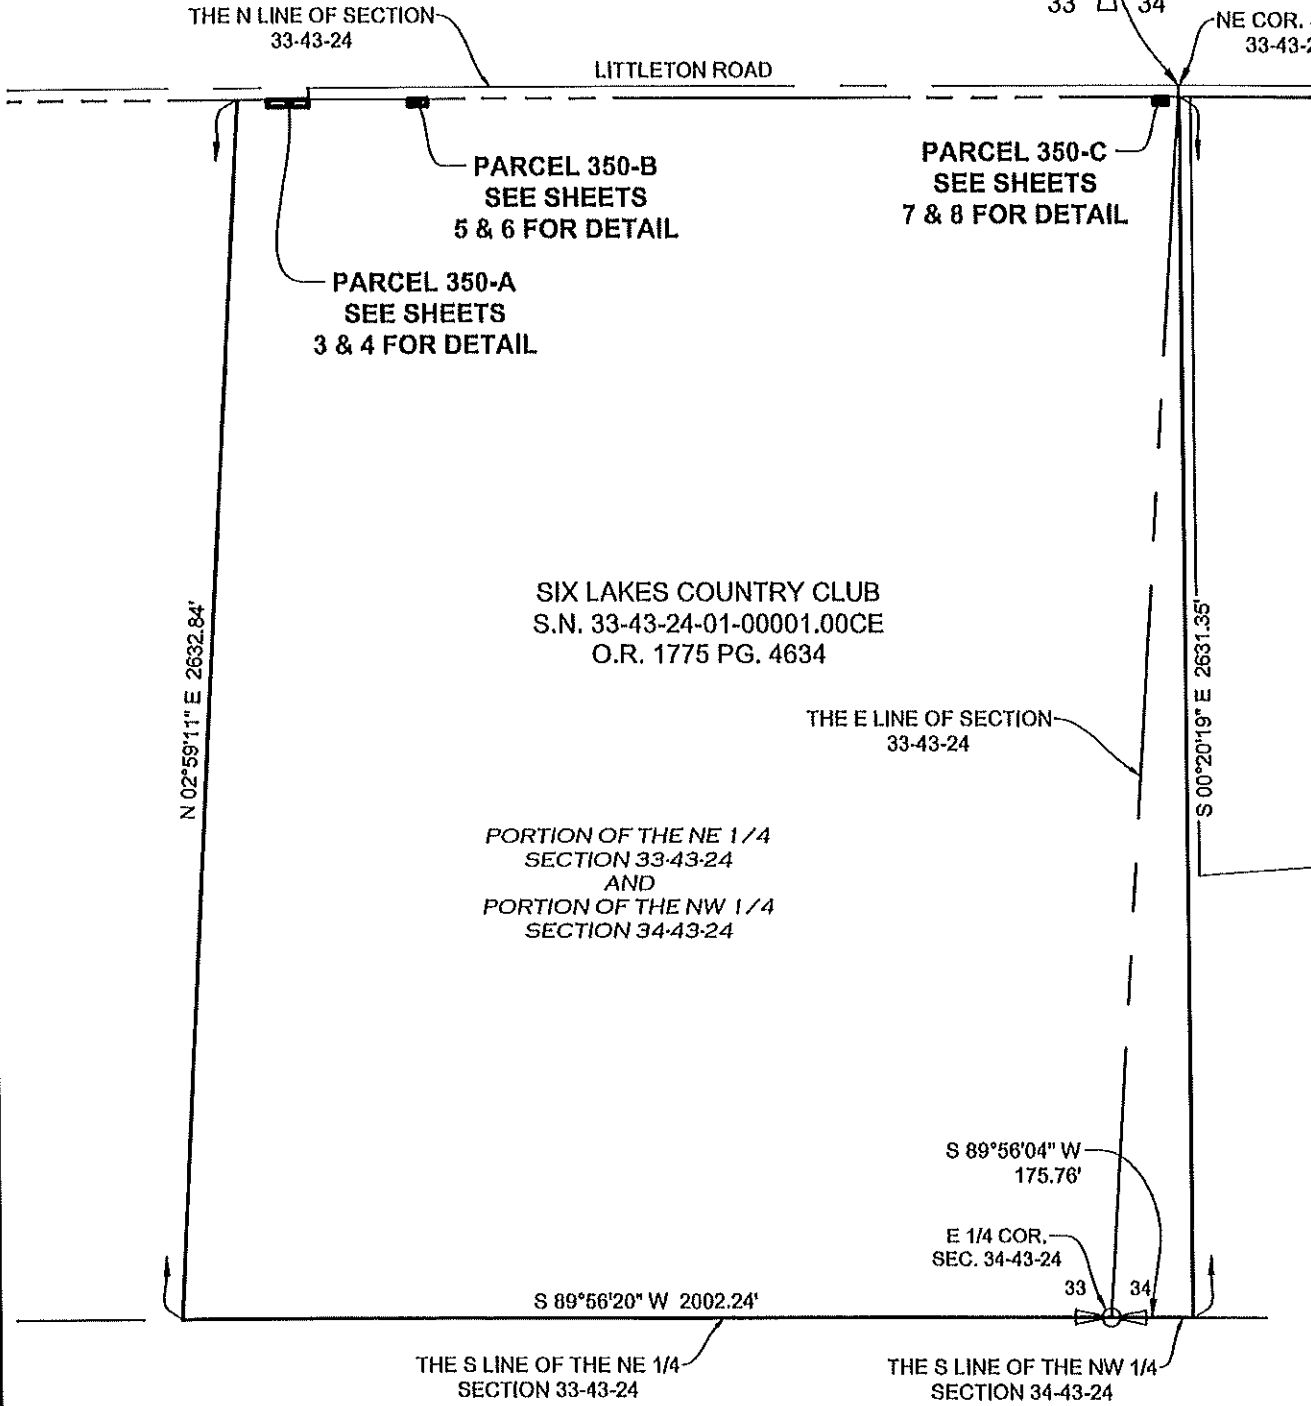 THE N LINE OF SECTION
33-43-24
33
34
NE COR.
33-43-2
LITTLETON ROAD
PARCEL 350-B
SEE SHEETS
5 & 6 FOR DETAIL
PARCEL 350-C
SEE SHEETS
7 & 8 FOR DETAIL
PARCEL 350-A
SEE SHEETS
3 & 4 FOR DETAIL
SIX LAKES COUNTRY CLUB
S.N. 33-43-24-01-00001.00CE
O.R. 1775 PG. 4634
N 02°59'11" E 2632.84'
S 00°20'19" E 2631.35'
THE E LINE OF SECTION
33-43-24
PORTION OF THE NE 1/4
SECTION 33-43-24
AND
PORTION OF THE NW 1/4
SECTION 34-43-24
S 89°56'04" W
175.76'
E 1/4 COR.
SEC. 34-43-24
33
34
S 89°56'20" W 2002.24'
THE S LINE OF THE NE 1/4
SECTION 33-43-24
THE S LINE OF THE NW 1/4
SECTION 34-43-24